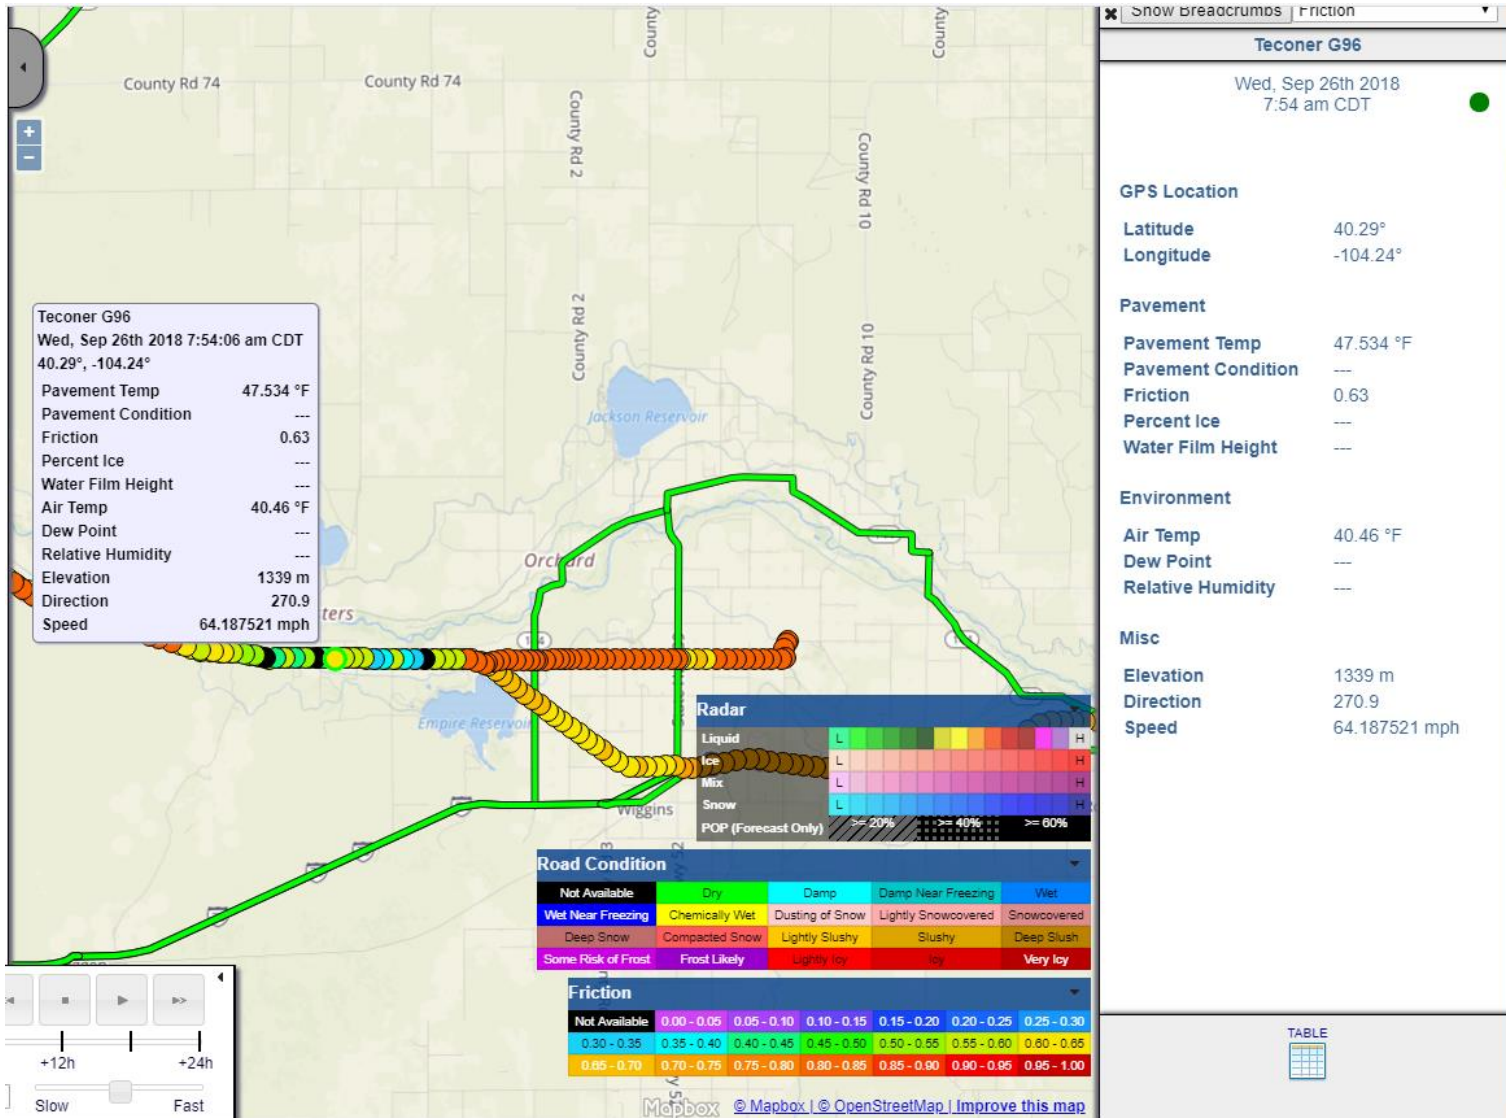 Show Breadcrumbs Friction
Teconer G96
Wed, Sep 26th 2018
7:54 am CDT
GPS Location
Latitude 40.29°
Longitude -104.24°
Pavement
Pavement Temp 47.534 °F
Pavement Condition ---
Friction 0.63
Percent Ice ---
Water Film Height ---
Environment
Air Temp 40.46 °F
Dew Point ---
Relative Humidity ---
Misc
Elevation 1339 m
Direction 270.9
Speed 64.187521 mph
TABLE
County Rd 74
County Rd 74
County
County
County Rd 2
County Rd 10
County Rd 2
County Rd 10
+
−
Teconer G96
Wed, Sep 26th 2018 7:54:06 am CDT
40.29°, -104.24°
Pavement Temp 47.534 °F
Pavement Condition ---
Friction 0.63
Percent Ice ---
Water Film Height ---
Air Temp 40.46 °F
Dew Point ---
Relative Humidity ---
Elevation 1339 m
Direction 270.9
Speed 64.187521 mph
Jackson Reservoir
Orchard
ters
Empire Reservoir
Wiggins
Radar
Liquid L H
Ice L H
Mix L H
Snow L H
POP (Forecast Only) >= 20% >= 40% >= 60%
Road Condition
Not Available Dry Damp Damp Near Freezing Wet
Wet Near Freezing Chemically Wet Dusting of Snow Lightly Snowcovered Snowcovered
Deep Snow Compacted Snow Lightly Slushy Slushy Deep Slush
Some Risk of Frost Frost Likely Lightly Icy Icy Very Icy
Friction
Not Available 0.00 - 0.05 0.05 - 0.10 0.10 - 0.15 0.15 - 0.20 0.20 - 0.25 0.25 - 0.30
0.30 - 0.35 0.35 - 0.40 0.40 - 0.45 0.45 - 0.50 0.50 - 0.55 0.55 - 0.60 0.60 - 0.65
0.65 - 0.70 0.70 - 0.75 0.75 - 0.80 0.80 - 0.85 0.85 - 0.90 0.90 - 0.95 0.95 - 1.00
+12h +24h
Slow Fast
Mapbox © Mapbox | © OpenStreetMap | Improve this map